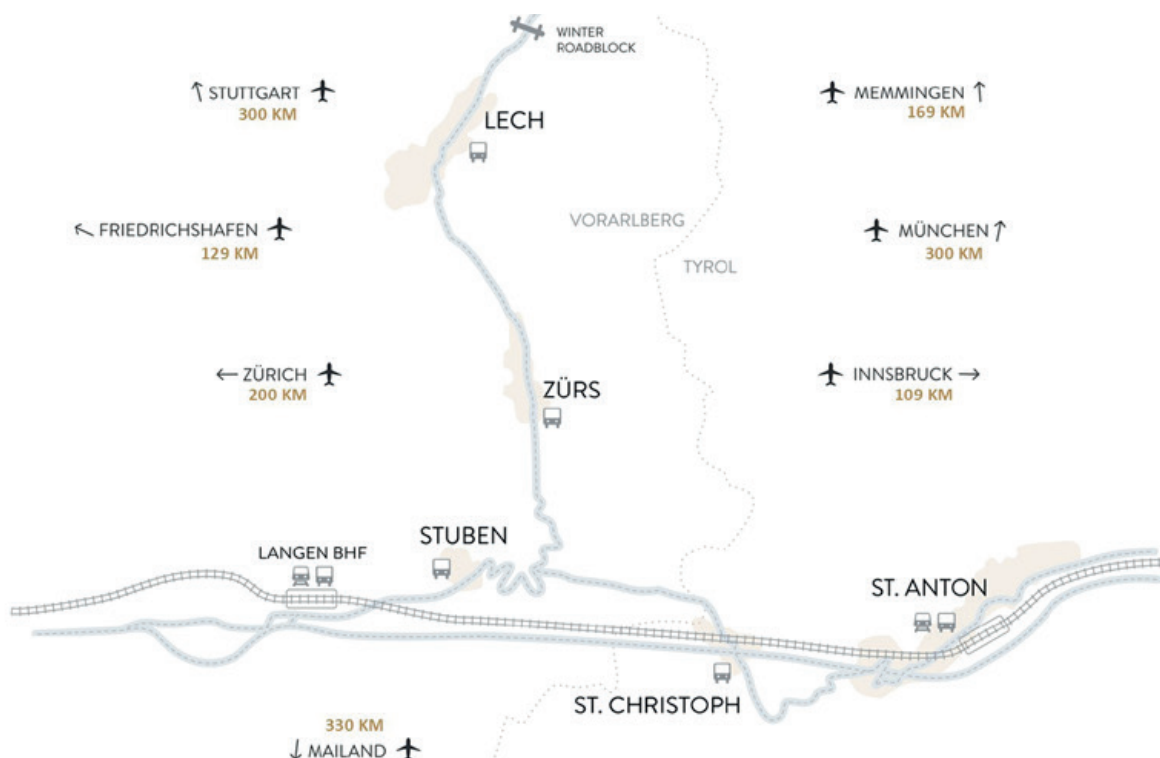 WINTER
ROADBLOCK
STUTTGART
300 KM
MEMMINGEN
169 KM
LECH
VORARLBERG
FRIEDRICHSHAFEN
129 KM
MÜNCHEN
300 KM
TYROL
ZÜRICH
200 KM
ZÜRS
INNSBRUCK
109 KM
STUBEN
LANGEN BHF
ST. ANTON
ST. CHRISTOPH
330 KM
MAILAND